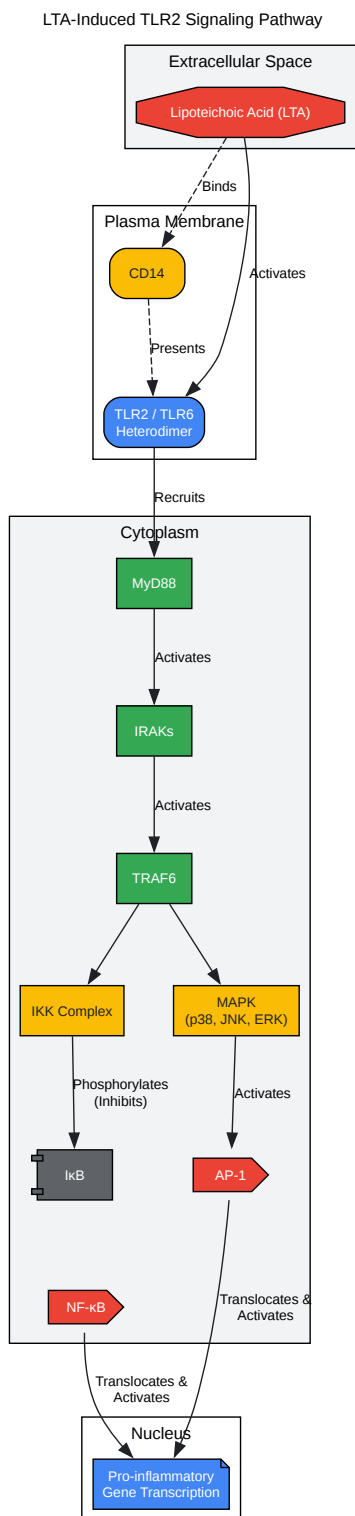 LTA-Induced TLR2 Signaling Pathway
Extracellular Space
Lipoteichoic Acid (LTA)
Binds
Plasma Membrane
CD14
Activates
Presents
TLR2 / TLR6
Heterodimer
Recruits
Cytoplasm
MyD88
Activates
IRAKs
Activates
TRAF6
IKK Complex
MAPK
(p38, JNK, ERK)
Phosphorylates
(Inhibits)
Activates
IκB
AP-1
NF-κB
Translocates &
Activates
Translocates &
Activates
Nucleus
Pro-inflammatory
Gene Transcription